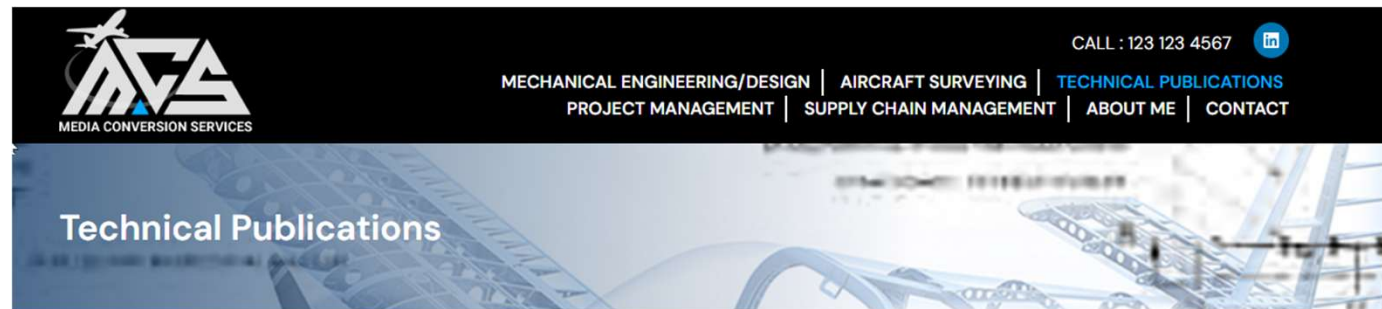 MCS
MEDIA CONVERSION SERVICES
CALL : 123 123 4567
in
MECHANICAL ENGINEERING/DESIGN | AIRCRAFT SURVEYING | TECHNICAL PUBLICATIONS
PROJECT MANAGEMENT | SUPPLY CHAIN MANAGEMENT | ABOUT ME | CONTACT
Technical Publications